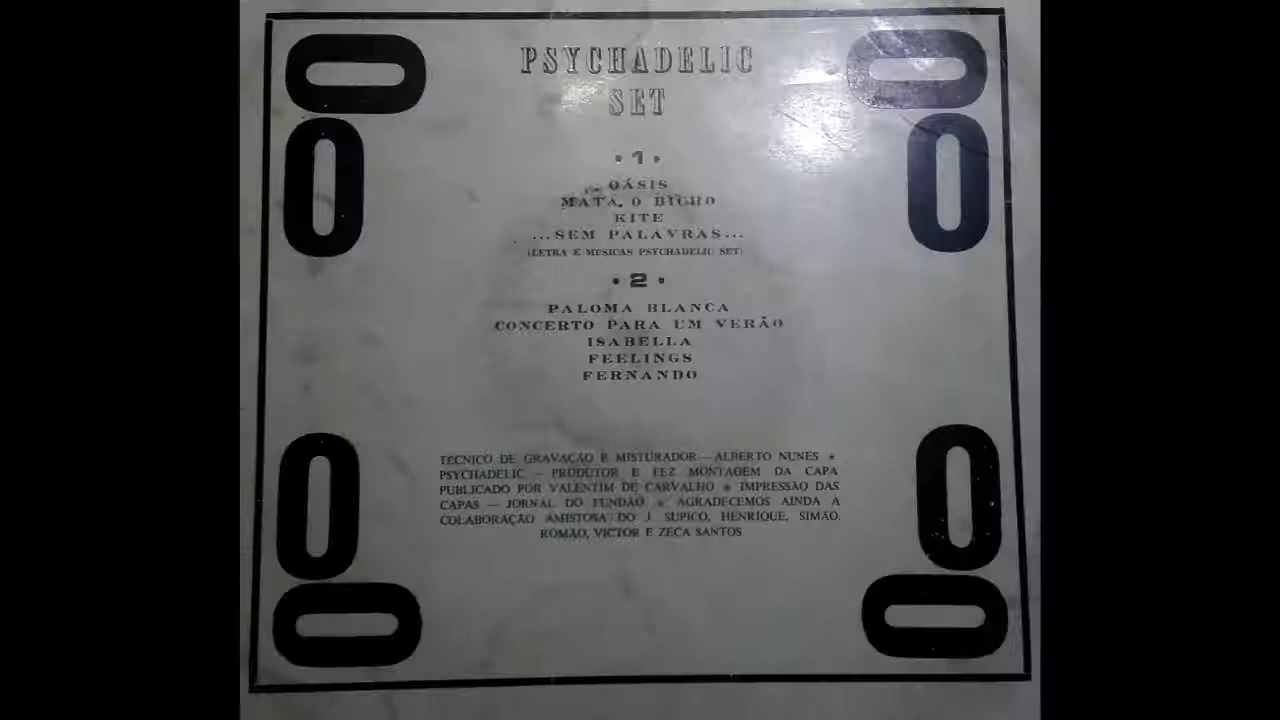 PSYCHADELIC
SET
• 1 •
OÁSIS
MATA, O BICHO
KITE
...SEM PALAVRAS...
(LETRA E MÚSICAS PSYCHADELIC SET)
• 2 •
PALOMA BLANCA
CONCERTO PARA UM VERÃO
ISABELLA
FEELINGS
FERNANDO
TÉCNICO DE GRAVAÇÃO E MISTURADOR — ALBERTO NUNES *
PSYCHADELIC — PRODUTOR E FEZ MONTAGEM DA CAPA
PUBLICADO POR VALENTIM DE CARVALHO * IMPRESSÃO DAS
CAPAS — JORNAL DO FUNDÃO * AGRADECEMOS AINDA A
COLABORAÇÃO AMISTOSA DO J. SUPICO, HENRIQUE, SIMÃO,
ROMÃO, VICTOR E ZECA SANTOS